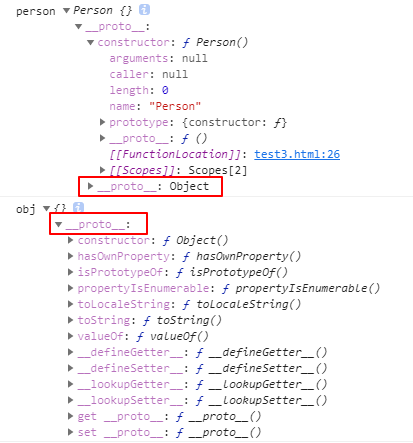 person ▼Person {} i
▼__proto__:
▼constructor: ƒ Person()
arguments: null
caller: null
length: 0
name: "Person"
▶prototype: {constructor: ƒ}
▶__proto__: ƒ ()
[[FunctionLocation]]: test3.html:26
▶[[Scopes]]: Scopes[2]
▶__proto__: Object
obj ▼{} i
▼__proto__:
▶constructor: ƒ Object()
▶hasOwnProperty: ƒ hasOwnProperty()
▶isPrototypeOf: ƒ isPrototypeOf()
▶propertyIsEnumerable: ƒ propertyIsEnumerable()
▶toLocaleString: ƒ toLocaleString()
▶toString: ƒ toString()
▶valueOf: ƒ valueOf()
▶__defineGetter__: ƒ __defineGetter__()
▶__defineSetter__: ƒ __defineSetter__()
▶__lookupGetter__: ƒ __lookupGetter__()
▶__lookupSetter__: ƒ __lookupSetter__()
▶get __proto__: ƒ __proto__()
▶set __proto__: ƒ __proto__()